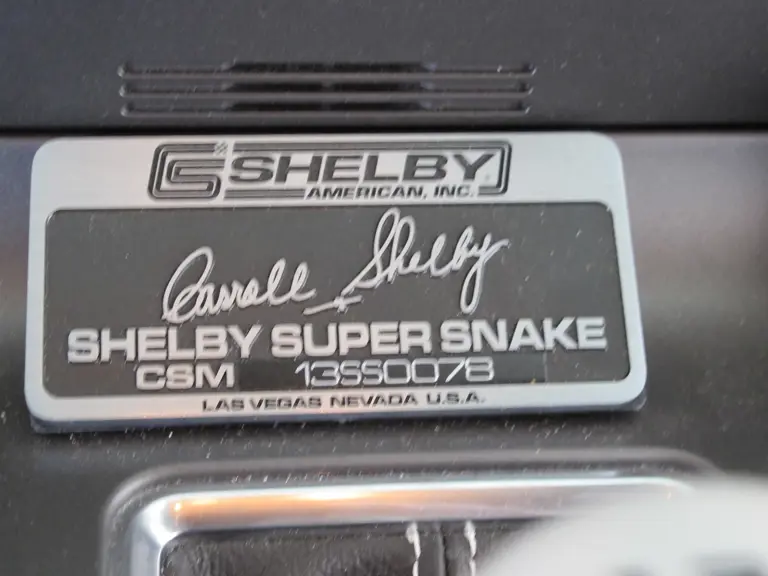 SHELBY
AMERICAN, INC.
Carroll Shelby
SHELBY SUPER SNAKE
CSM 13SS0078
LAS VEGAS NEVADA U.S.A.